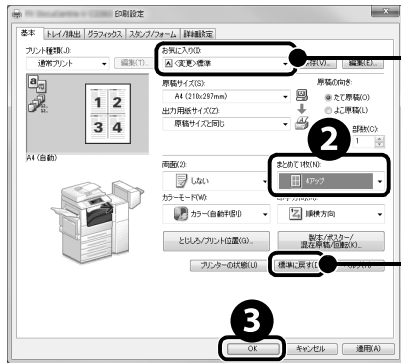 印刷設定
基本
トレイ/排出
グラフィックス
スタンプ/フォーム
詳細設定
プリント種類(J):
通常プリント
編集(T)...
お気に入り(I):
A <変更>標準
編集(E)...
原稿サイズ(S):
A4 (210x297mm)
出力用紙サイズ(Z):
原稿サイズと同じ
原稿の向き:
たて原稿(O)
よこ原稿(L)
部数(C):
1
1 2
3 4
A4 (自動)
2
両面(2):
しない
まとめて1枚(N):
4アップ
カラーモード(W):
カラー(自動判別)
順横方向
とじしろ/プリント位置(G)...
製本/ポスター/
混在原稿/回転(K)...
プリンターの状態(U)
標準に戻す
3
OK
キャンセル
適用(A)